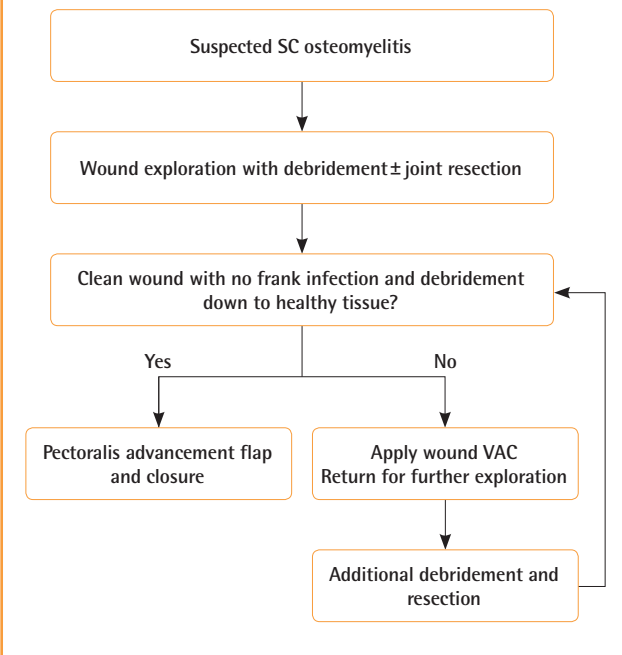 Suspected SC osteomyelitis
Wound exploration with debridement ± joint resection
Clean wound with no frank infection and debridement
down to healthy tissue?
Yes
No
Pectoralis advancement flap
and closure
Apply wound VAC
Return for further exploration
Additional debridement and
resection